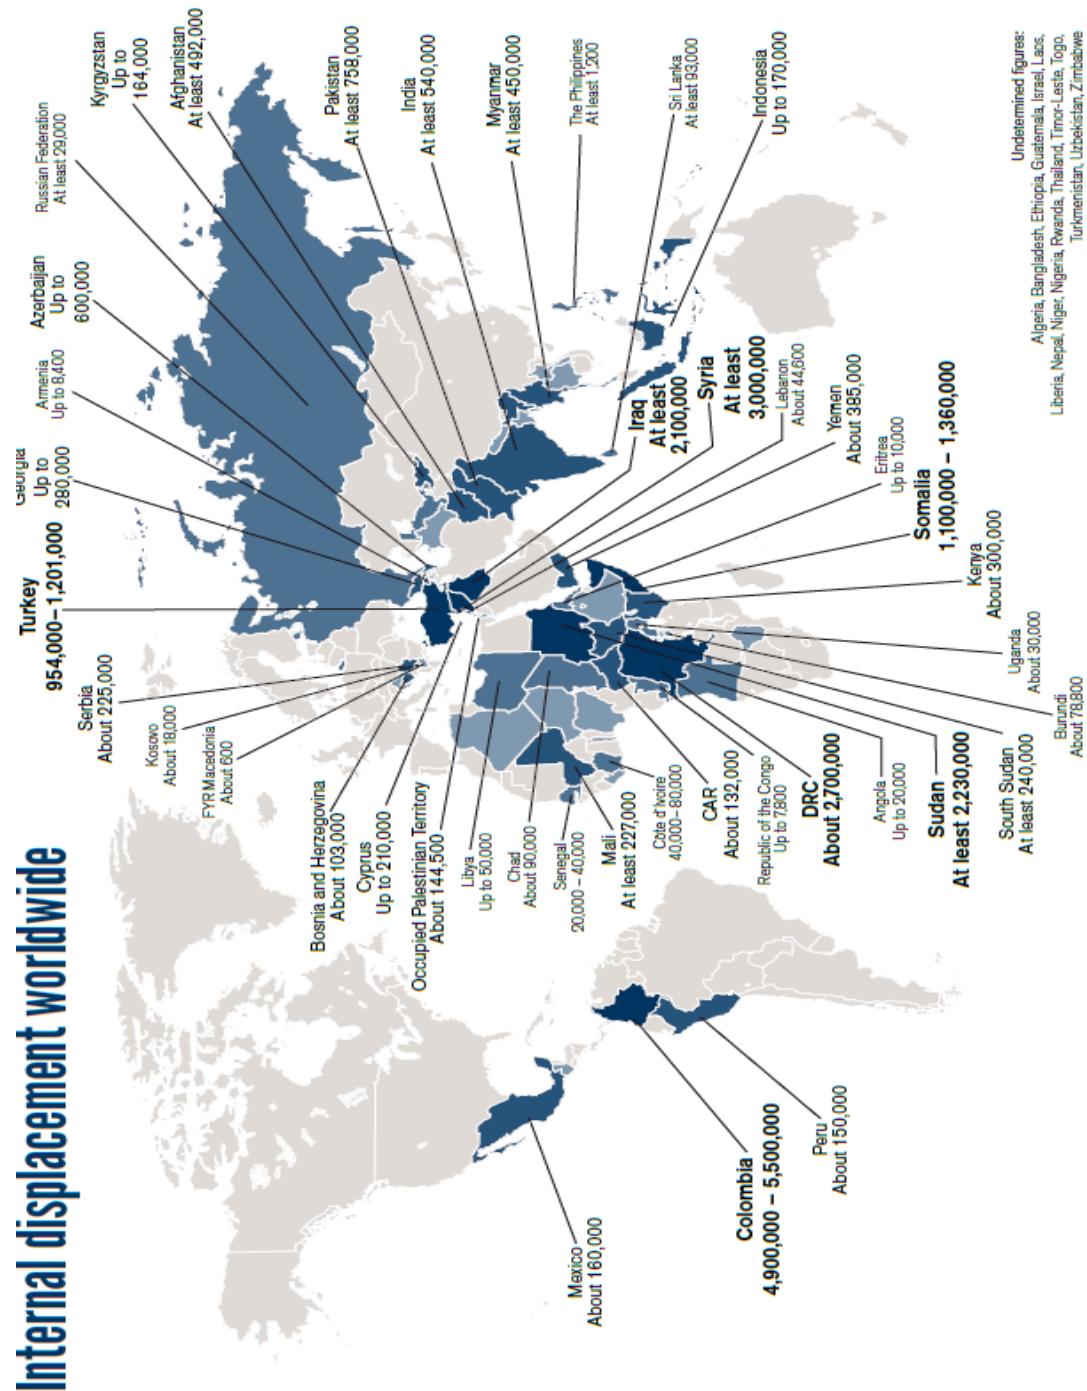 Internal displacement worldwide
Turkey
954,000–1,201,000
Georgia
Up to
280,000
Armenia
Up to 8,400
Azerbaijan
Up to
600,000
Russian Federation
At least 29,000
Kyrgyzstan
Up to
164,000
Afghanistan
At least 492,000
Pakistan
At least 758,000
India
At least 540,000
Myanmar
At least 450,000
The Philippines
At least 1,200
Sri Lanka
At least 93,000
Indonesia
Up to 170,000
Serbia
About 225,000
Kosovo
About 18,000
FYR Macedonia
About 600
Bosnia and Herzegovina
About 103,000
Cyprus
Up to 210,000
Occupied Palestinian Territory
About 144,500
Libya
Up to 50,000
Chad
About 90,000
Senegal
20,000 – 40,000
Mali
At least 227,000
Côte d'Ivoire
40,000– 80,000
CAR
About 132,000
Republic of the Congo
Up to 7,800
DRC
About 2,700,000
Angola
Up to 20,000
Sudan
At least 2,230,000
South Sudan
At least 240,000
Burundi
About 78,800
Uganda
About 30,000
Kenya
About 300,000
Somalia
1,100,000 – 1,360,000
Eritrea
Up to 10,000
Yemen
About 385,000
Lebanon
About 44,600
Syria
At least
3,000,000
Iraq
At least
2,100,000
Mexico
About 160,000
Colombia
4,900,000 – 5,500,000
Peru
About 150,000
Undetermined figures:
Algeria, Bangladesh, Ethiopia, Guatemala, Israel, Laos,
Liberia, Nepal, Niger, Nigeria, Rwanda, Thailand, Timor-Leste, Togo,
Turkmenistan, Uzbekistan, Zimbabwe